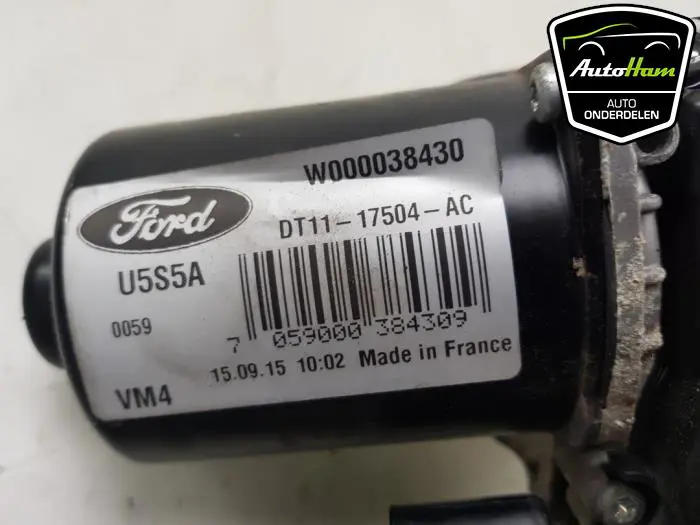 AutoHam
AUTO
ONDERDELEN
W000038430
Ford
DT11-17504-AC
U5S5A
0059
7 059000 384309
15.09.15 10:02 Made in France
VM4